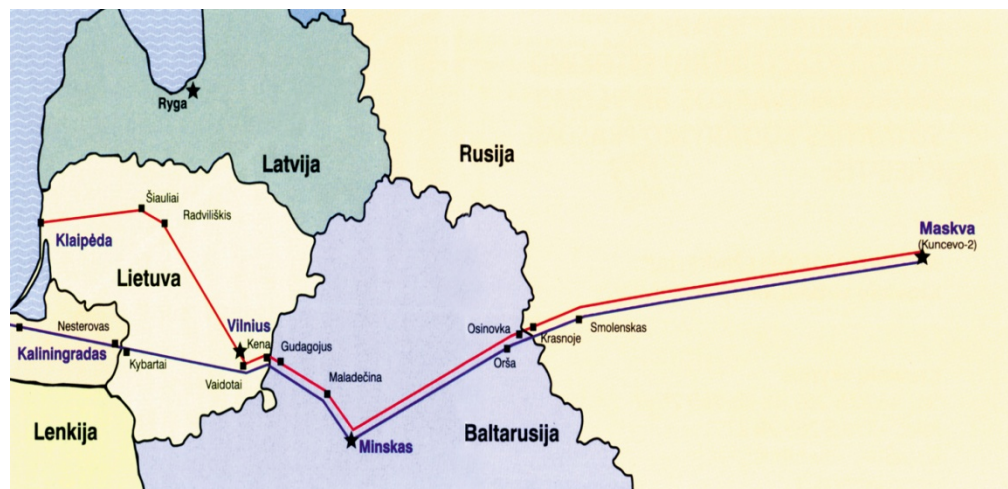 Ryga
Latvija
Rusija
Šiauliai
Radviliškis
Klaipėda
Maskva
(Kuncevo-2)
Lietuva
Nesterovas
Kaliningradas
Kybartai
Vilnius
Kena
Gudagojus
Vaidotai
Maladečina
Osinovka
Krasnoje
Smolenskas
Orša
Lenkija
Minskas
Baltarusija